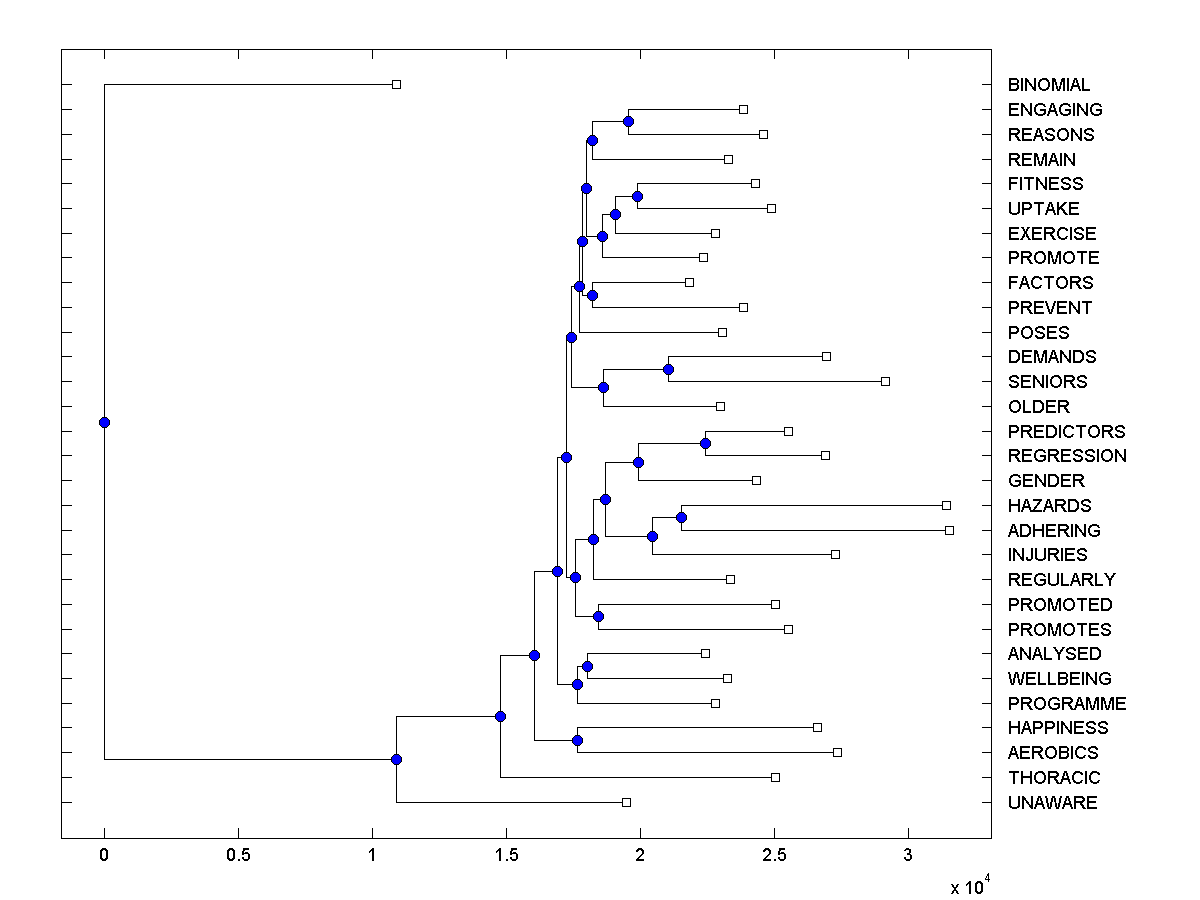 BINOMIAL
ENGAGING
REASONS
REMAIN
FITNESS
UPTAKE
EXERCISE
PROMOTE
FACTORS
PREVENT
POSES
DEMANDS
SENIORS
OLDER
PREDICTORS
REGRESSION
GENDER
HAZARDS
ADHERING
INJURIES
REGULARLY
PROMOTED
PROMOTES
ANALYSED
WELLBEING
PROGRAMME
HAPPINESS
AEROBICS
THORACIC
UNAWARE
0 0.5 1 1.5 2 2.5 3
x 10^4